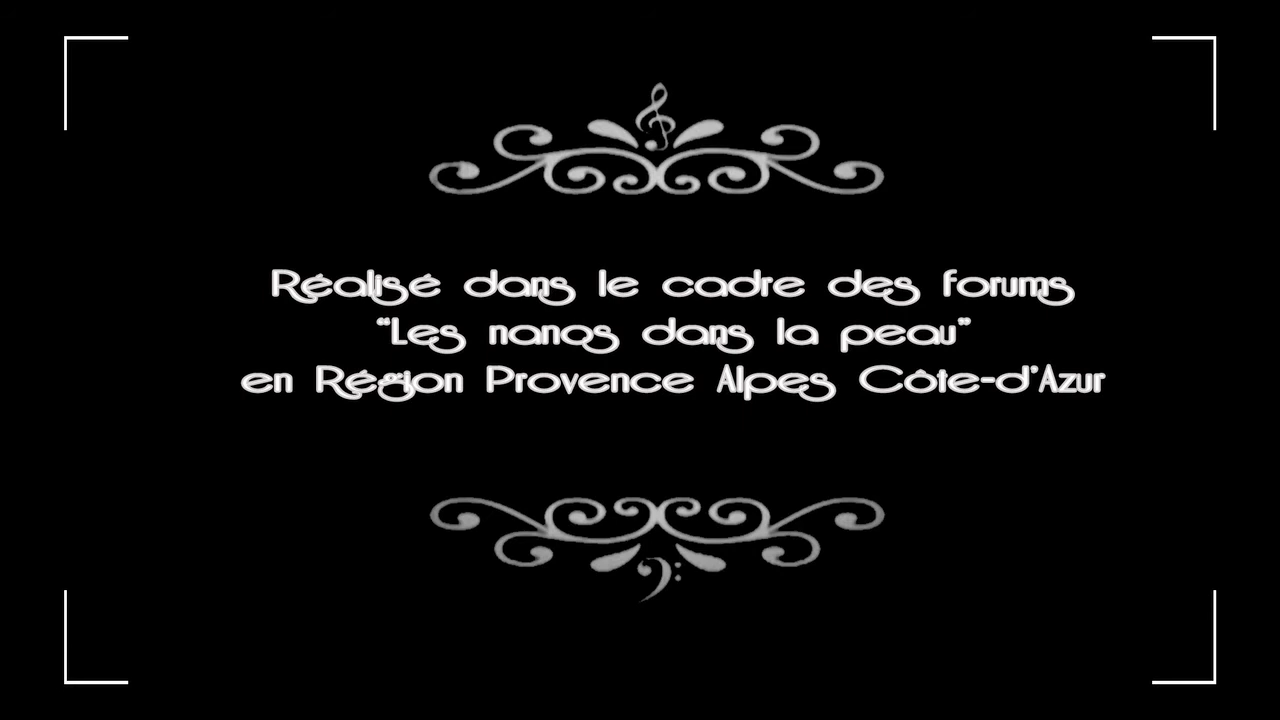 Réalisé dans le cadre des forums
“Les nanos dans la peau”
en Région Provence Alpes Côte-d'Azur